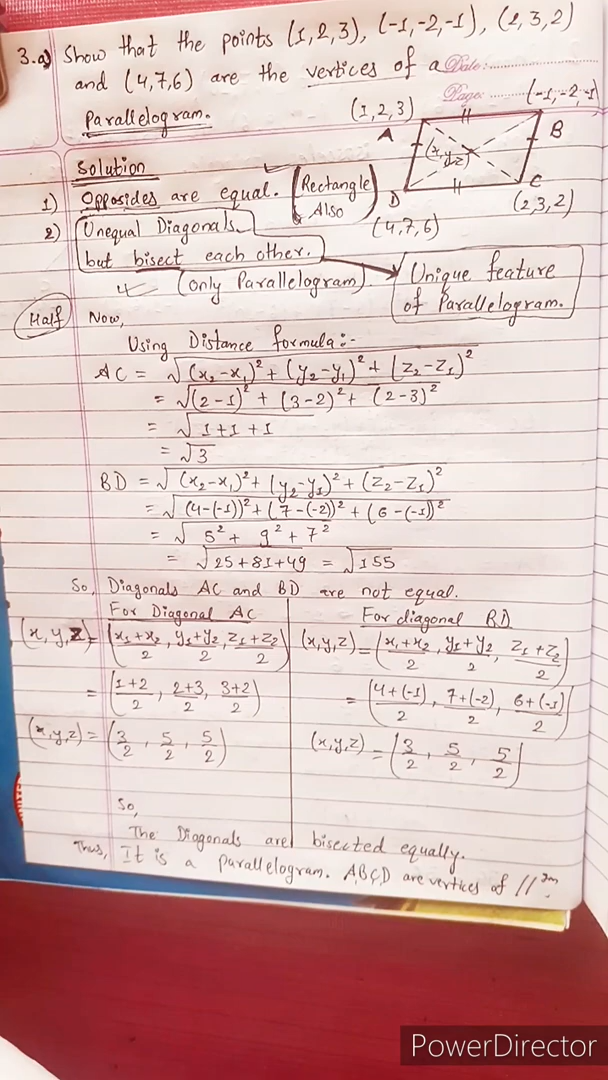 3.a) Show that the points (1,2,3), (-1,-2,-1), (2,3,2)
and (4,7,6) are the vertices of a
Date:
Parallelogram.
Page:
(1,2,3)
(-1,-2,-1)
A
B
(x,y,z)
D
C
(4,7,6)
(2,3,2)
Solution
1) Opposides are equal. (Rectangle Also)
2) Unequal Diagonals
but bisect each other.
(only Parallelogram)
Unique feature
of Parallelogram.
Half
Now,
Using Distance formula:-
AC = √(x₂-x₁)²+(y₂-y₁)²+(z₂-z₁)²
= √(2-1)²+(3-2)²+(2-3)²
= √1+1+1
= √3
BD = √(x₂-x₁)²+(y₂-y₁)²+(z₂-z₁)²
= √(4-(-1))²+(7-(-2))²+(6-(-1))²
= √5²+9²+7²
= √25+81+49 = √155
So, Diagonals AC and BD are not equal.
For Diagonal AC
(x,y,z) = (x₁+x₂/2, y₁+y₂/2, z₁+z₂/2)
= (1+2/2, 2+3/2, 3+2/2)
(x,y,z) = (3/2, 5/2, 5/2)
For diagonal BD
(x,y,z) = (x₁+x₂/2, y₁+y₂/2, z₁+z₂/2)
= (4+(-1)/2, 7+(-2)/2, 6+(-1)/2)
(x,y,z) = (3/2, 5/2, 5/2)
So,
The Diagonals are bisected equally.
Thus, It is a parallelogram. ABCD are vertices of //gm.
PowerDirector